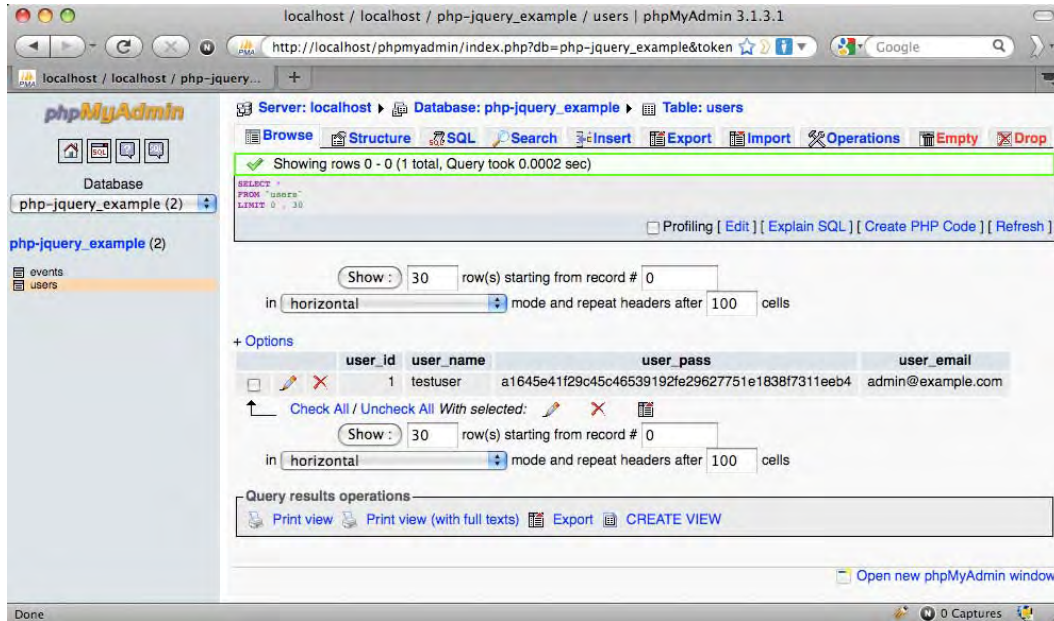 localhost / localhost / php-jquery_example / users | phpMyAdmin 3.1.3.1
http://localhost/phpmyadmin/index.php?db=php-jquery_example&token
Google
localhost / localhost / php-jquery...
+
phpMyAdmin
Server: localhost Database: php-jquery_example Table: users
Browse Structure SQL Search Insert Export Import Operations Empty Drop
Showing rows 0 - 0 (1 total, Query took 0.0002 sec)
SELECT *
FROM `users`
LIMIT 0 , 30
Profiling [ Edit ] [ Explain SQL ] [ Create PHP Code ] [ Refresh ]
Database
php-jquery_example (2)
php-jquery_example (2)
events
users
Show : 30 row(s) starting from record # 0
in horizontal mode and repeat headers after 100 cells
+ Options
user_id user_name user_pass user_email
1 testuser a1645e41f29c45c46539192fe29627751e1838f7311eeb4 admin@example.com
Check All / Uncheck All With selected:
Show : 30 row(s) starting from record # 0
in horizontal mode and repeat headers after 100 cells
Query results operations
Print view Print view (with full texts) Export CREATE VIEW
Open new phpMyAdmin window
Done
0 Captures